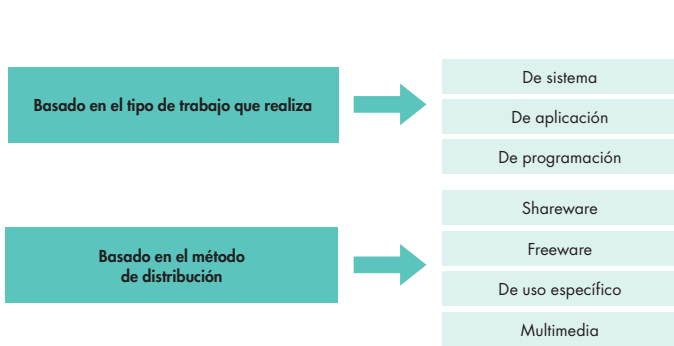 Basado en el tipo de trabajo que realiza
De sistema
De aplicación
De programación
Basado en el método
de distribución
Shareware
Freeware
De uso específico
Multimedia